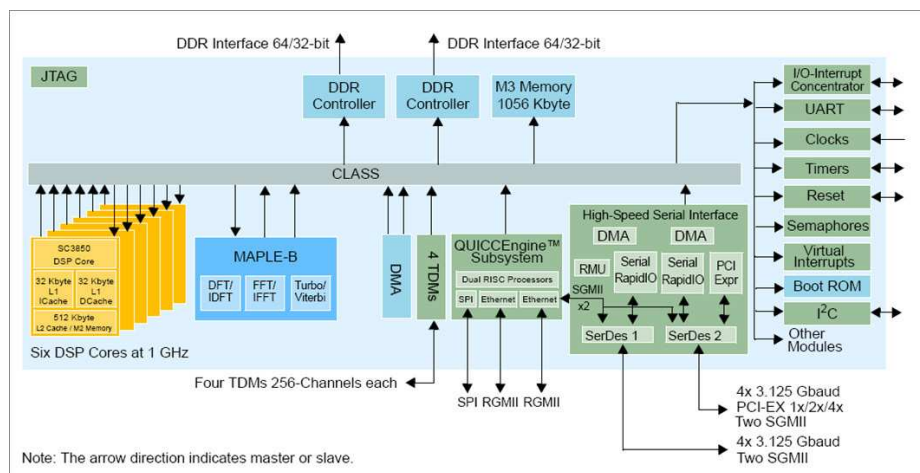 DDR Interface 64/32-bit
DDR Interface 64/32-bit
JTAG
DDR
Controller
DDR
Controller
M3 Memory
1056 Kbyte
I/O-Interrupt
Concentrator
UART
Clocks
Timers
Reset
Semaphores
Virtual
Interrupts
Boot ROM
I²C
Other
Modules
CLASS
SC3850
DSP Core
32 Kbyte
L1
ICache
32 Kbyte
L1
DCache
512 Kbyte
L2 Cache / M2 Memory
Six DSP Cores at 1 GHz
MAPLE-B
DFT/
IDFT
FFT/
IFFT
Turbo/
Viterbi
DMA
4 TDMs
QUICCEngine™
Subsystem
Dual RISC Processors
SPI
Ethernet
Ethernet
High-Speed Serial Interface
DMA
DMA
RMU
Serial
RapidIO
Serial
RapidIO
PCI
Expr
SGMII
x2
SerDes 1
SerDes 2
Four TDMs 256-Channels each
SPI
RGMII
RGMII
4x 3.125 Gbaud
PCI-EX 1x/2x/4x
Two SGMII
4x 3.125 Gbaud
Two SGMII
Note: The arrow direction indicates master or slave.